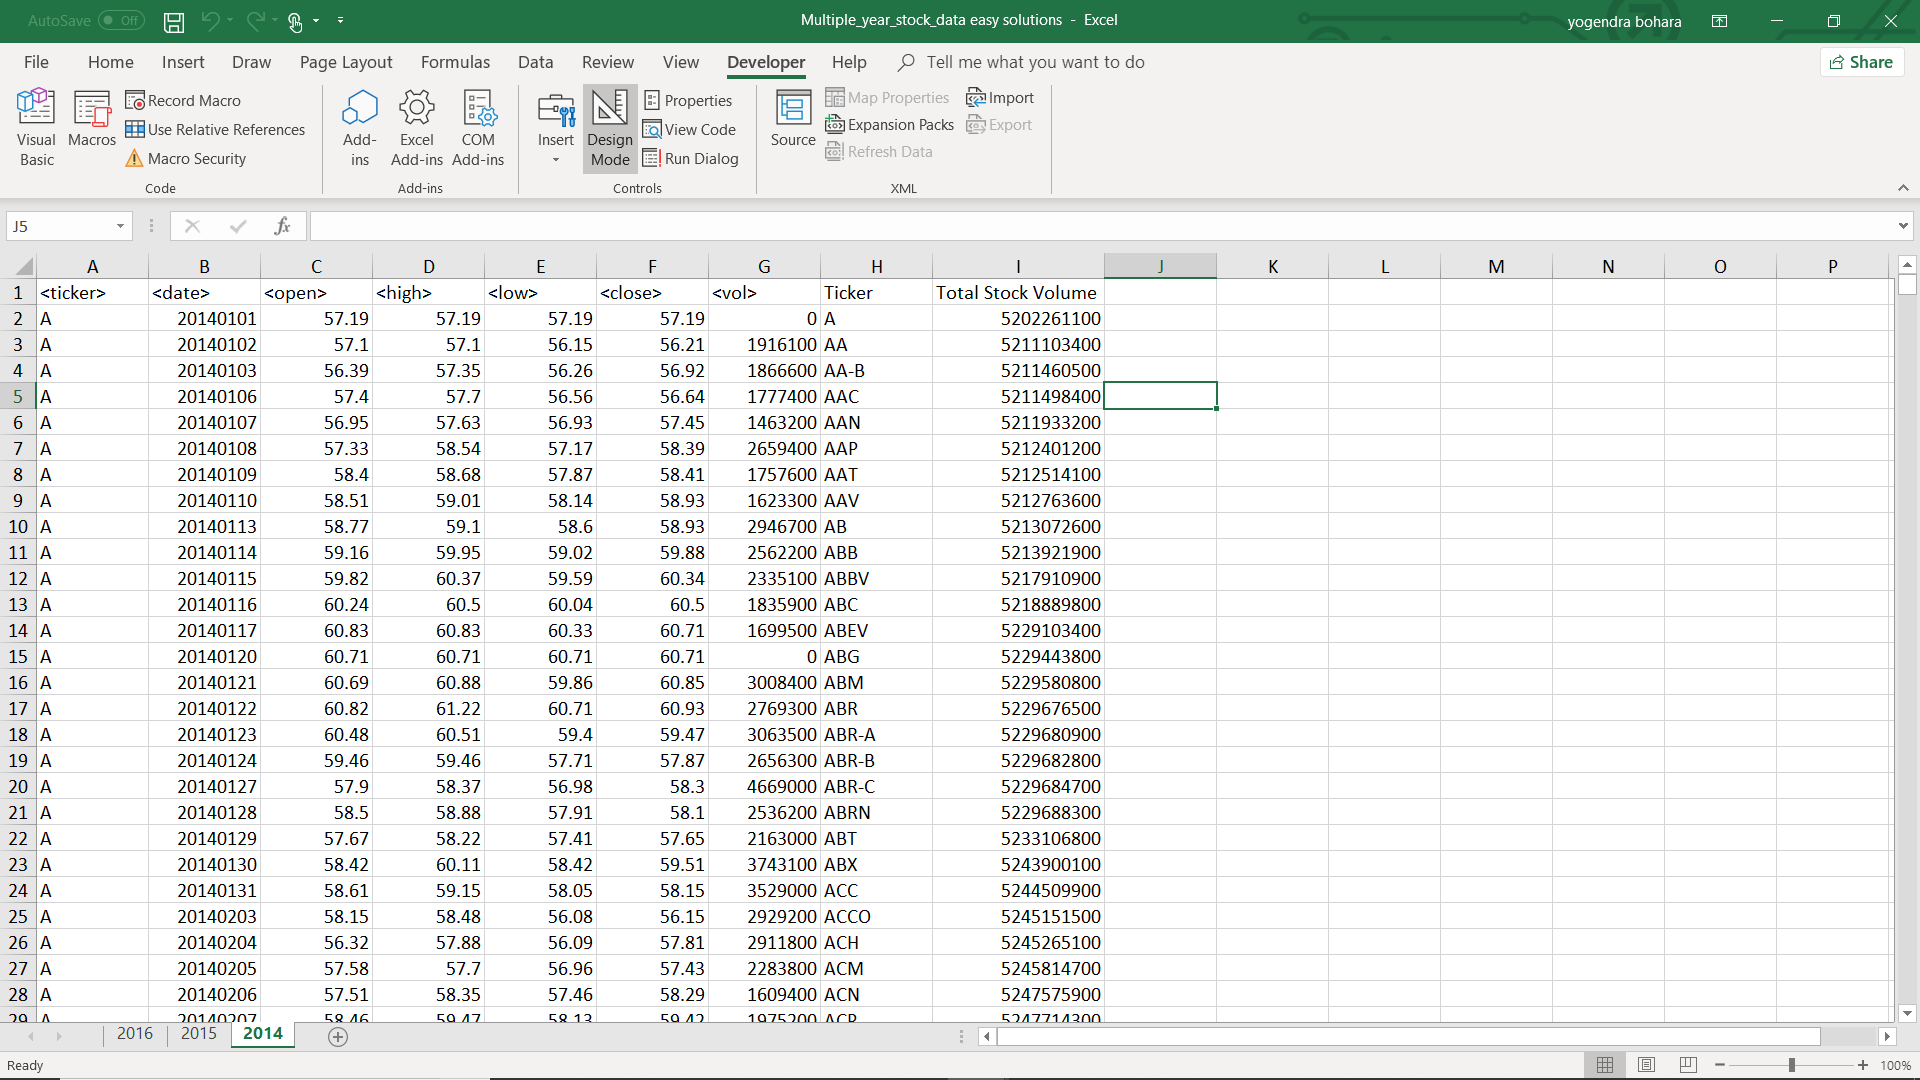 AutoSave Off Multiple_year_stock_data easy solutions - Excel yogendra bohara
File Home Insert Draw Page Layout Formulas Data Review View Developer Help Tell me what you want to do Share
Visual Basic
Macros
Record Macro
Use Relative References
Macro Security
Code
Add-ins
Excel Add-ins
COM Add-ins
Add-ins
Insert
Design Mode
Properties
View Code
Run Dialog
Controls
Source
Map Properties
Expansion Packs
Refresh Data
Import
Export
XML
J5 fx
A B C D E F G H I J K L M N O P
1 <ticker> <date> <open> <high> <low> <close> <vol> Ticker Total Stock Volume
2 A 20140101 57.19 57.19 57.19 57.19 0 A 5202261100
3 A 20140102 57.1 57.1 56.15 56.21 1916100 AA 5211103400
4 A 20140103 56.39 57.35 56.26 56.92 1866600 AA-B 5211460500
5 A 20140106 57.4 57.7 56.56 56.64 1777400 AAC 5211498400
6 A 20140107 56.95 57.63 56.93 57.45 1463200 AAN 5211933200
7 A 20140108 57.33 58.54 57.17 58.39 2659400 AAP 5212401200
8 A 20140109 58.4 58.68 57.87 58.41 1757600 AAT 5212514100
9 A 20140110 58.51 59.01 58.14 58.93 1623300 AAV 5212763600
10 A 20140113 58.77 59.1 58.6 58.93 2946700 AB 5213072600
11 A 20140114 59.16 59.95 59.02 59.88 2562200 ABB 5213921900
12 A 20140115 59.82 60.37 59.59 60.34 2335100 ABBV 5217910900
13 A 20140116 60.24 60.5 60.04 60.5 1835900 ABC 5218889800
14 A 20140117 60.83 60.83 60.33 60.71 1699500 ABEV 5229103400
15 A 20140120 60.71 60.71 60.71 60.71 0 ABG 5229443800
16 A 20140121 60.69 60.88 59.86 60.85 3008400 ABM 5229580800
17 A 20140122 60.82 61.22 60.71 60.93 2769300 ABR 5229676500
18 A 20140123 60.48 60.51 59.4 59.47 3063500 ABR-A 5229680900
19 A 20140124 59.46 59.46 57.71 57.87 2656300 ABR-B 5229682800
20 A 20140127 57.9 58.37 56.98 58.3 4669000 ABR-C 5229684700
21 A 20140128 58.5 58.88 57.91 58.1 2536200 ABRN 5229688300
22 A 20140129 57.67 58.22 57.41 57.65 2163000 ABT 5233106800
23 A 20140130 58.42 60.11 58.42 59.51 3743100 ABX 5243900100
24 A 20140131 58.61 59.15 58.05 58.15 3529000 ACC 5244509900
25 A 20140203 58.15 58.48 56.08 56.15 2929200 ACCO 5245151500
26 A 20140204 56.32 57.88 56.09 57.81 2911800 ACH 5245265100
27 A 20140205 57.58 57.7 56.96 57.43 2283800 ACM 5245814700
28 A 20140206 57.51 58.35 57.46 58.29 1609400 ACN 5247575900
29 A 20140207 58.46 59.47 58.13 59.42 1975200 5247714300
2016 2015 2014
Ready 100%